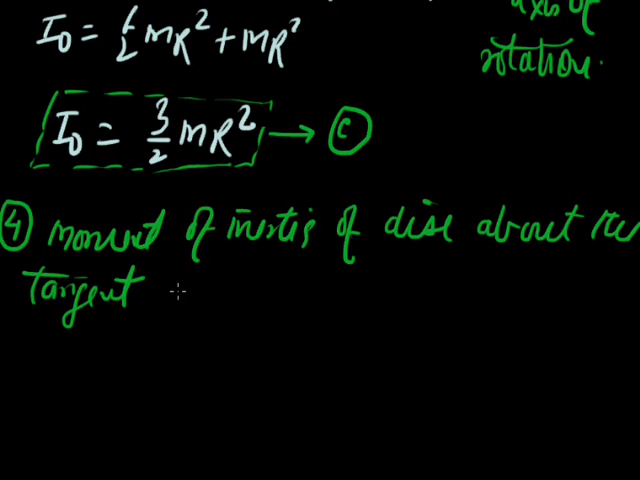 axis of
I₀ = 1/2 mR² + mR²
rotation.
I₀ = 3/2 mR² → C
4 moment of inertia of disc about its
tangent